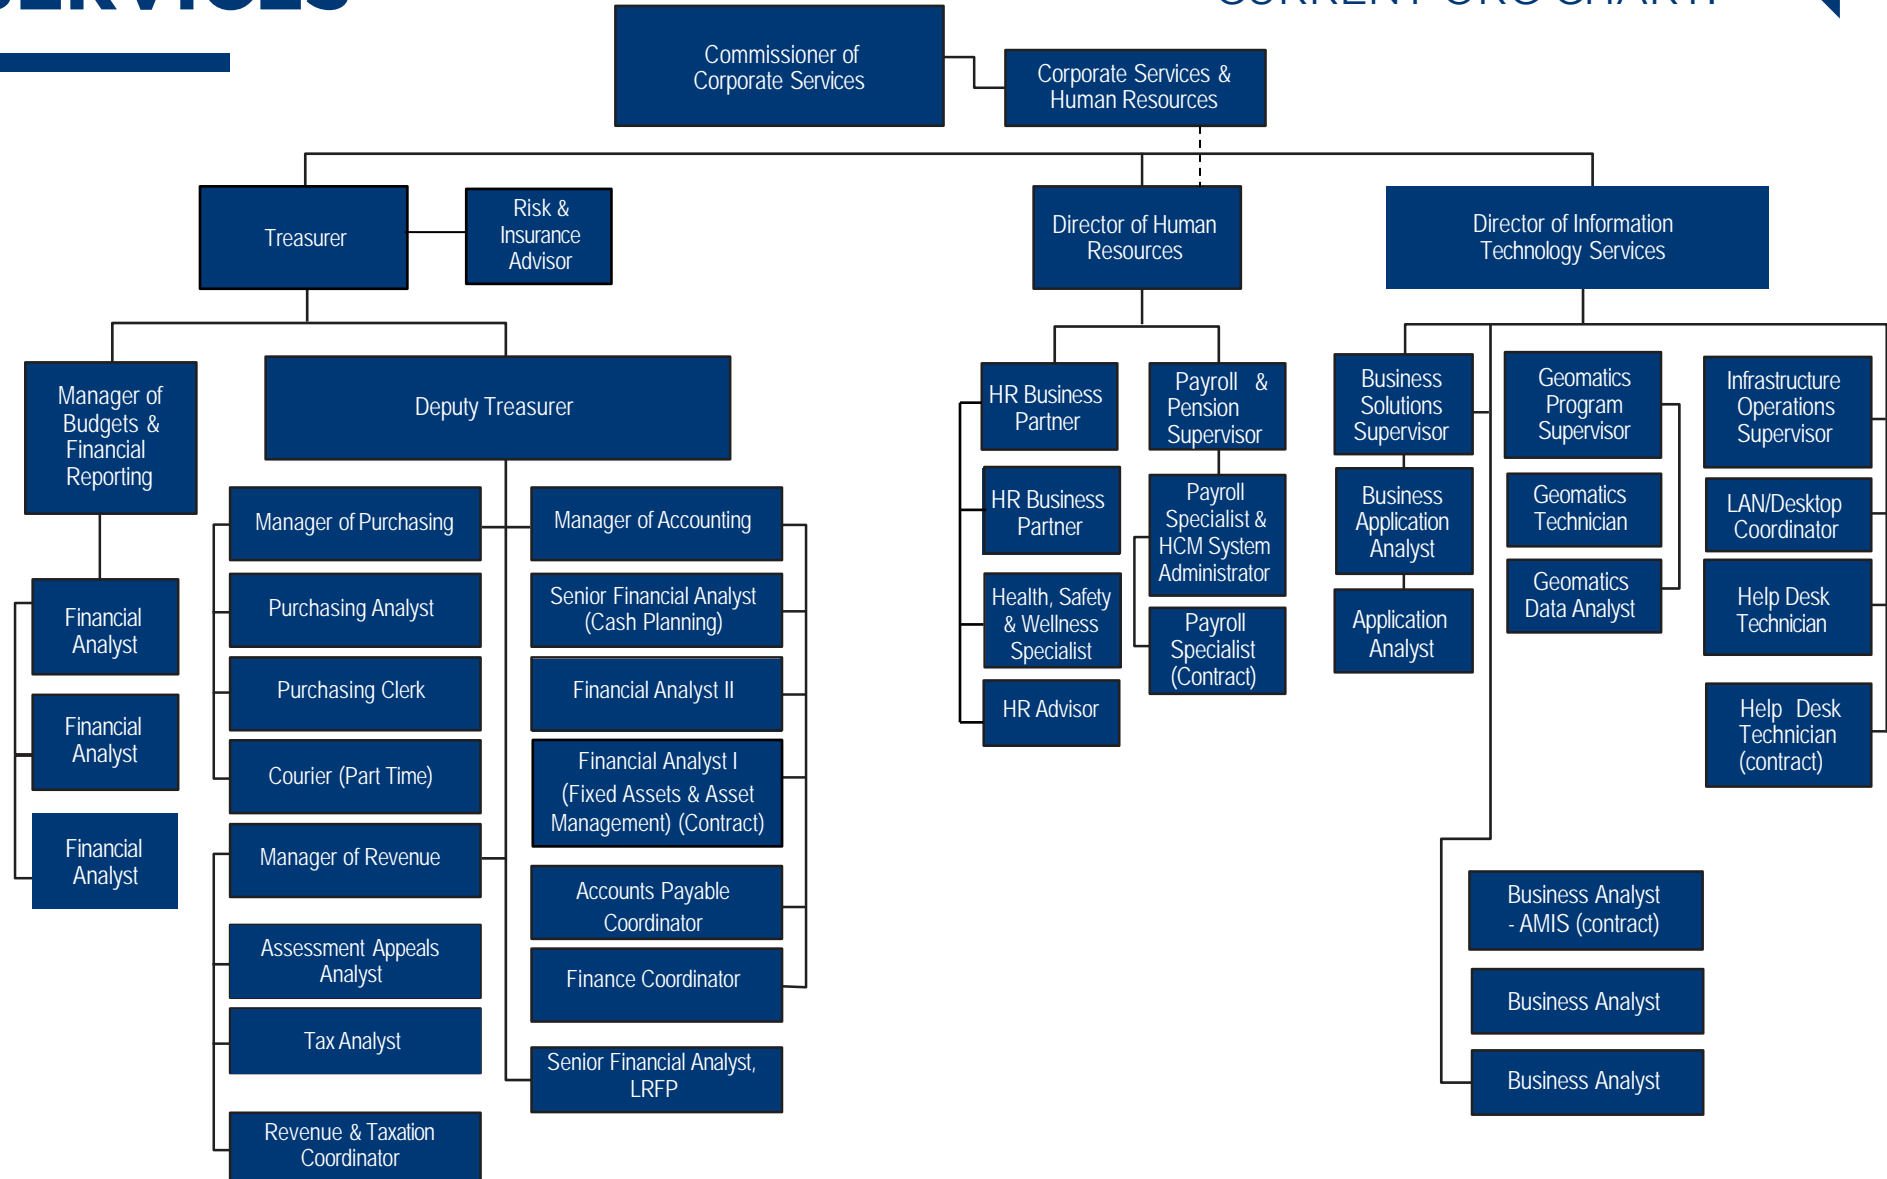 SERVICES
CURRENT ORG CHART:
Commissioner of
Corporate Services
Corporate Services &
Human Resources
Treasurer
Risk &
Insurance
Advisor
Director of Human
Resources
Director of Information
Technology Services
Manager of
Budgets &
Financial
Reporting
Deputy Treasurer
HR Business
Partner
Payroll &
Pension
Supervisor
Business
Solutions
Supervisor
Geomatics
Program
Supervisor
Infrastructure
Operations
Supervisor
Manager of Purchasing
Manager of Accounting
HR Business
Partner
Payroll
Specialist &
HCM System
Administrator
Business
Application
Analyst
Geomatics
Technician
LAN/Desktop
Coordinator
Financial
Analyst
Purchasing Analyst
Senior Financial Analyst
(Cash Planning)
Health, Safety
& Wellness
Specialist
Payroll
Specialist
(Contract)
Application
Analyst
Geomatics
Data Analyst
Help Desk
Technician
Financial
Analyst
Purchasing Clerk
Financial Analyst II
HR Advisor
Help Desk
Technician
(contract)
Courier (Part Time)
Financial Analyst I
(Fixed Assets & Asset
Management) (Contract)
Financial
Analyst
Manager of Revenue
Accounts Payable
Coordinator
Business Analyst
- AMIS (contract)
Assessment Appeals
Analyst
Finance Coordinator
Business Analyst
Tax Analyst
Senior Financial Analyst,
LRFP
Business Analyst
Revenue & Taxation
Coordinator